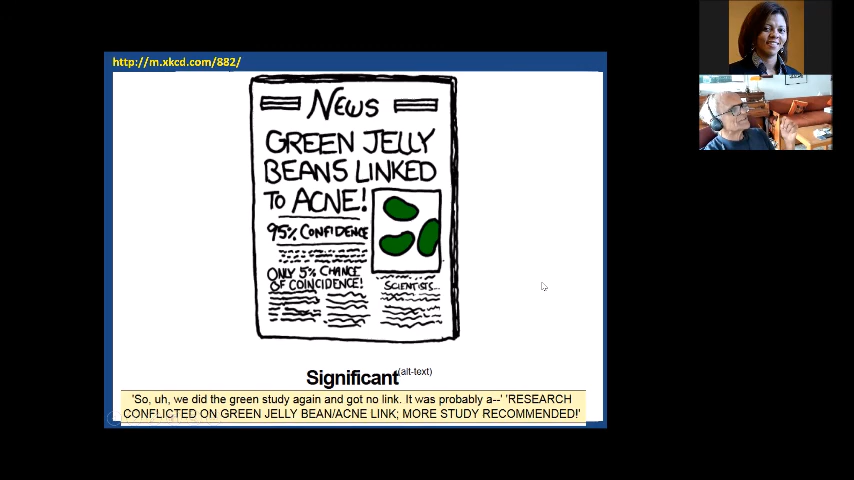 http://m.xkcd.com/882/
NEWS
GREEN JELLY
BEANS LINKED
TO ACNE!
95% CONFIDENCE
ONLY 5% CHANCE
OF COINCIDENCE!
SCIENTISTS...
Significant(alt-text)
'So, uh, we did the green study again and got no link. It was probably a--' 'RESEARCH
CONFLICTED ON GREEN JELLY BEAN/ACNE LINK; MORE STUDY RECOMMENDED!'